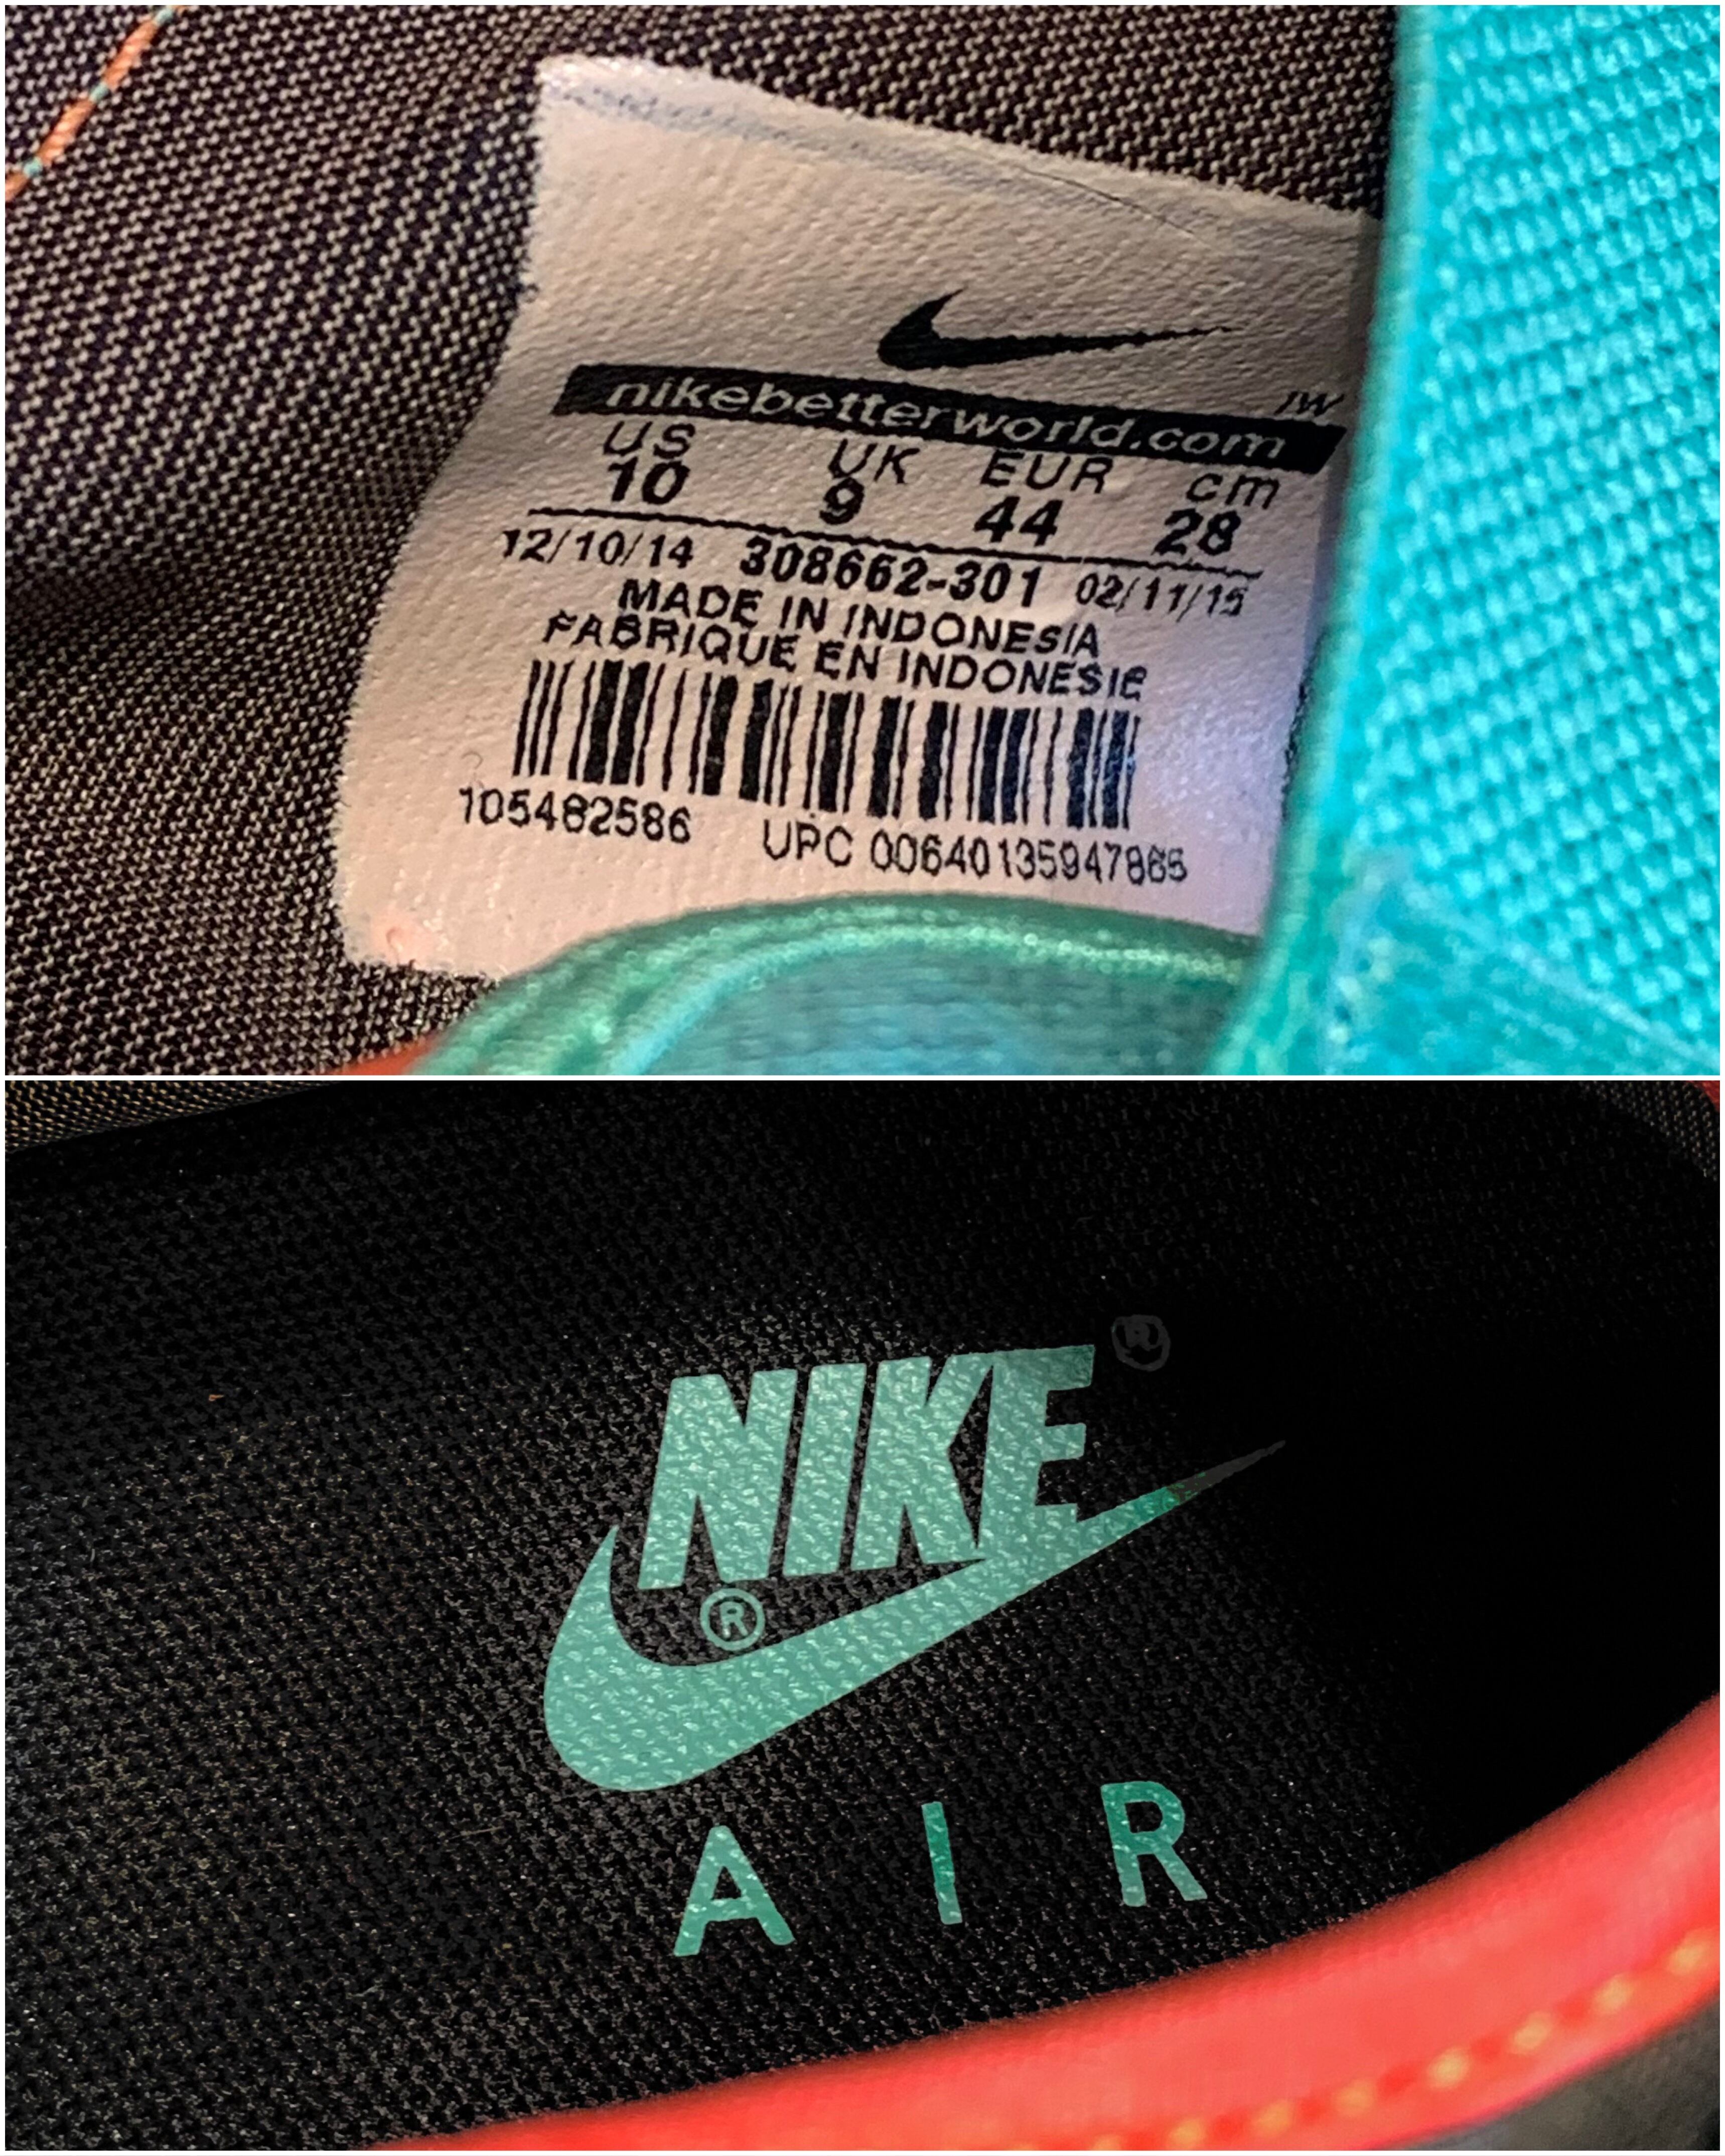 JW
nikebetterworld.com
US UK EUR cm
10 9 44 28
12/10/14 308662-301 02/11/15
MADE IN INDONESIA
FABRIQUE EN INDONESIE
105482586 UPC 00640135947865
NIKE ®
®
AIR